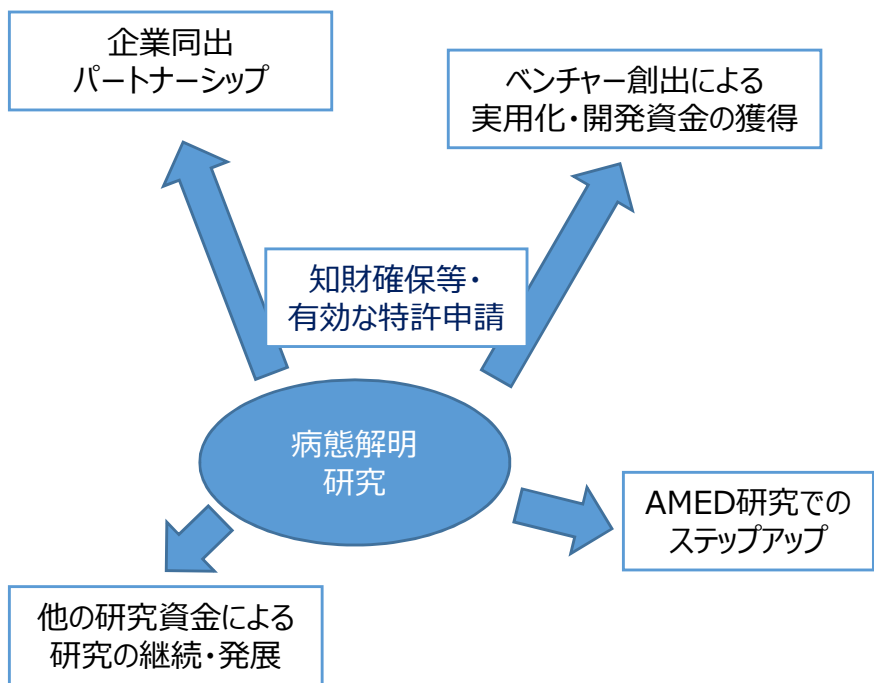 企業同出
パートナーシップ
ベンチャー創出による
実用化・開発資金の獲得
知財確保等・
有効な特許申請
病態解明
研究
AMED研究での
ステップアップ
他の研究資金による
研究の継続・発展